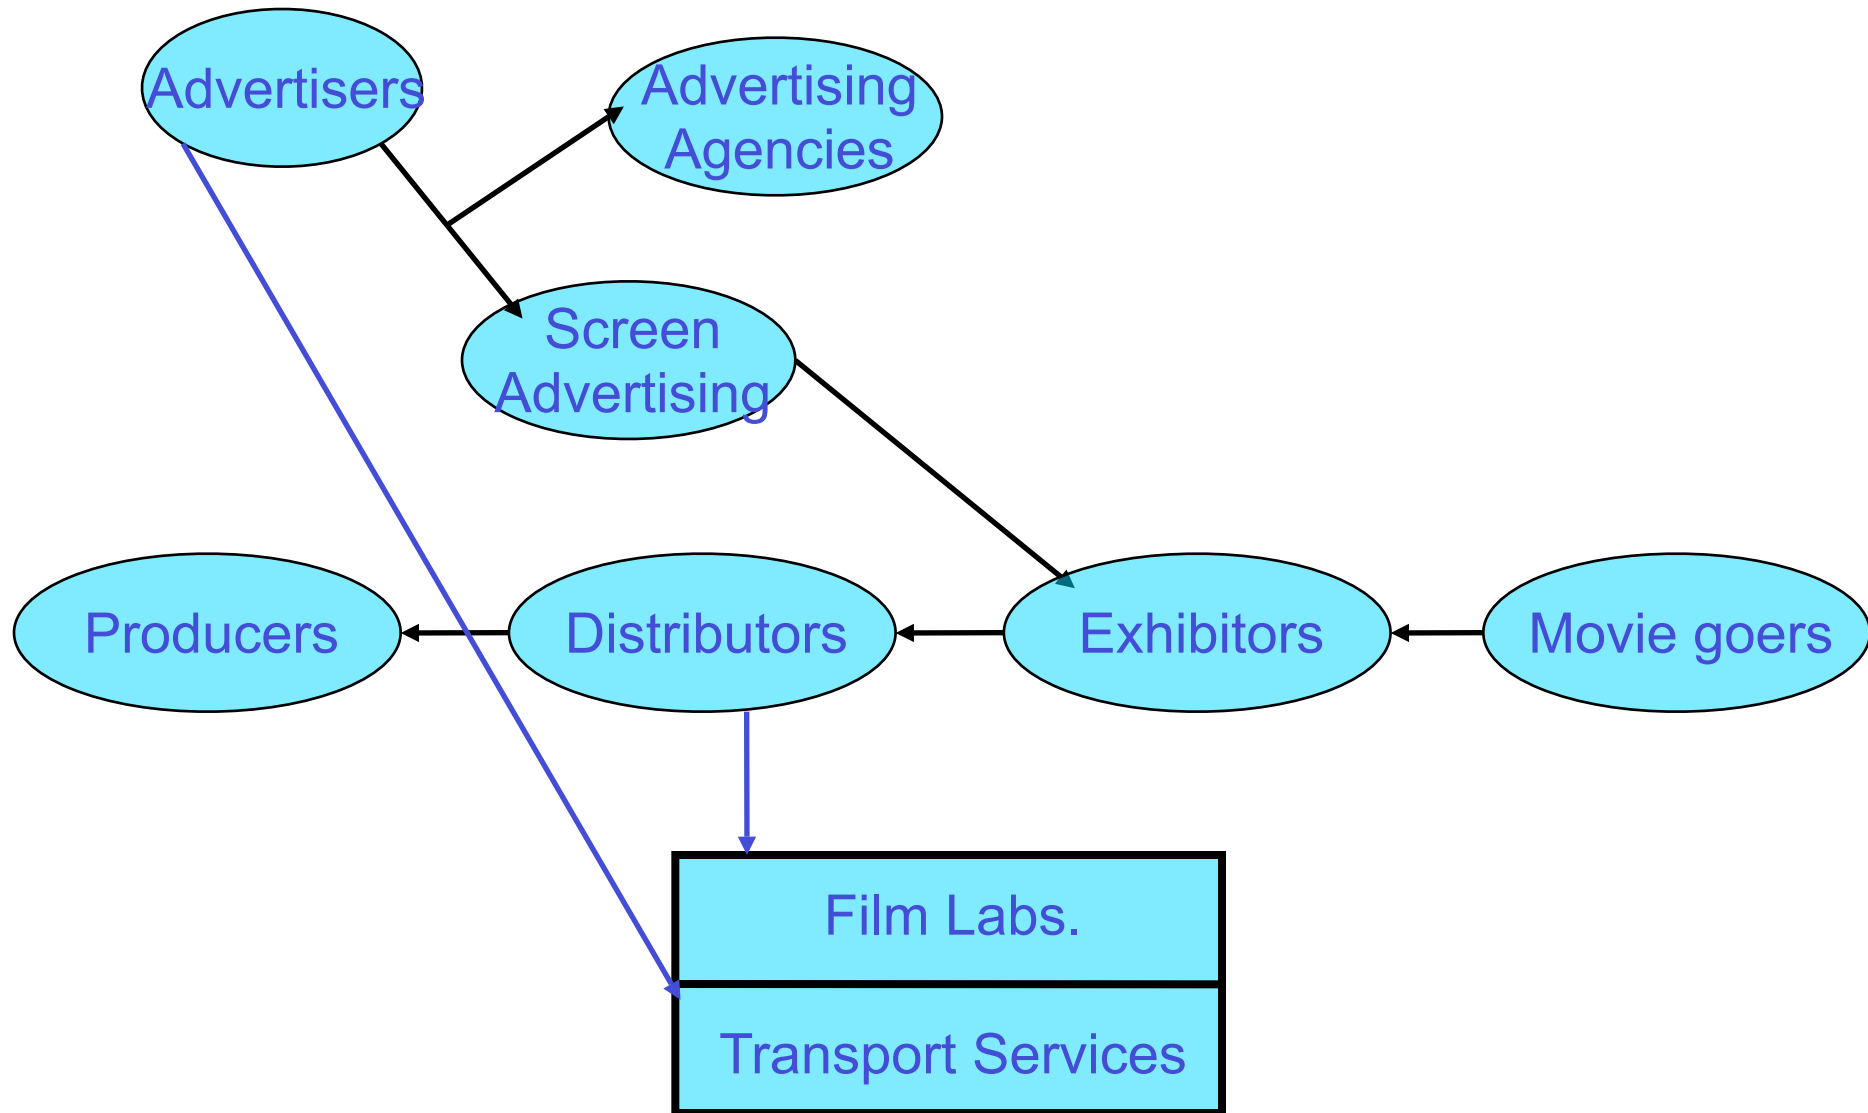 Advertisers
Advertising
Agencies
Screen
Advertising
Producers
Distributors
Exhibitors
Movie goers
Film Labs.
Transport Services